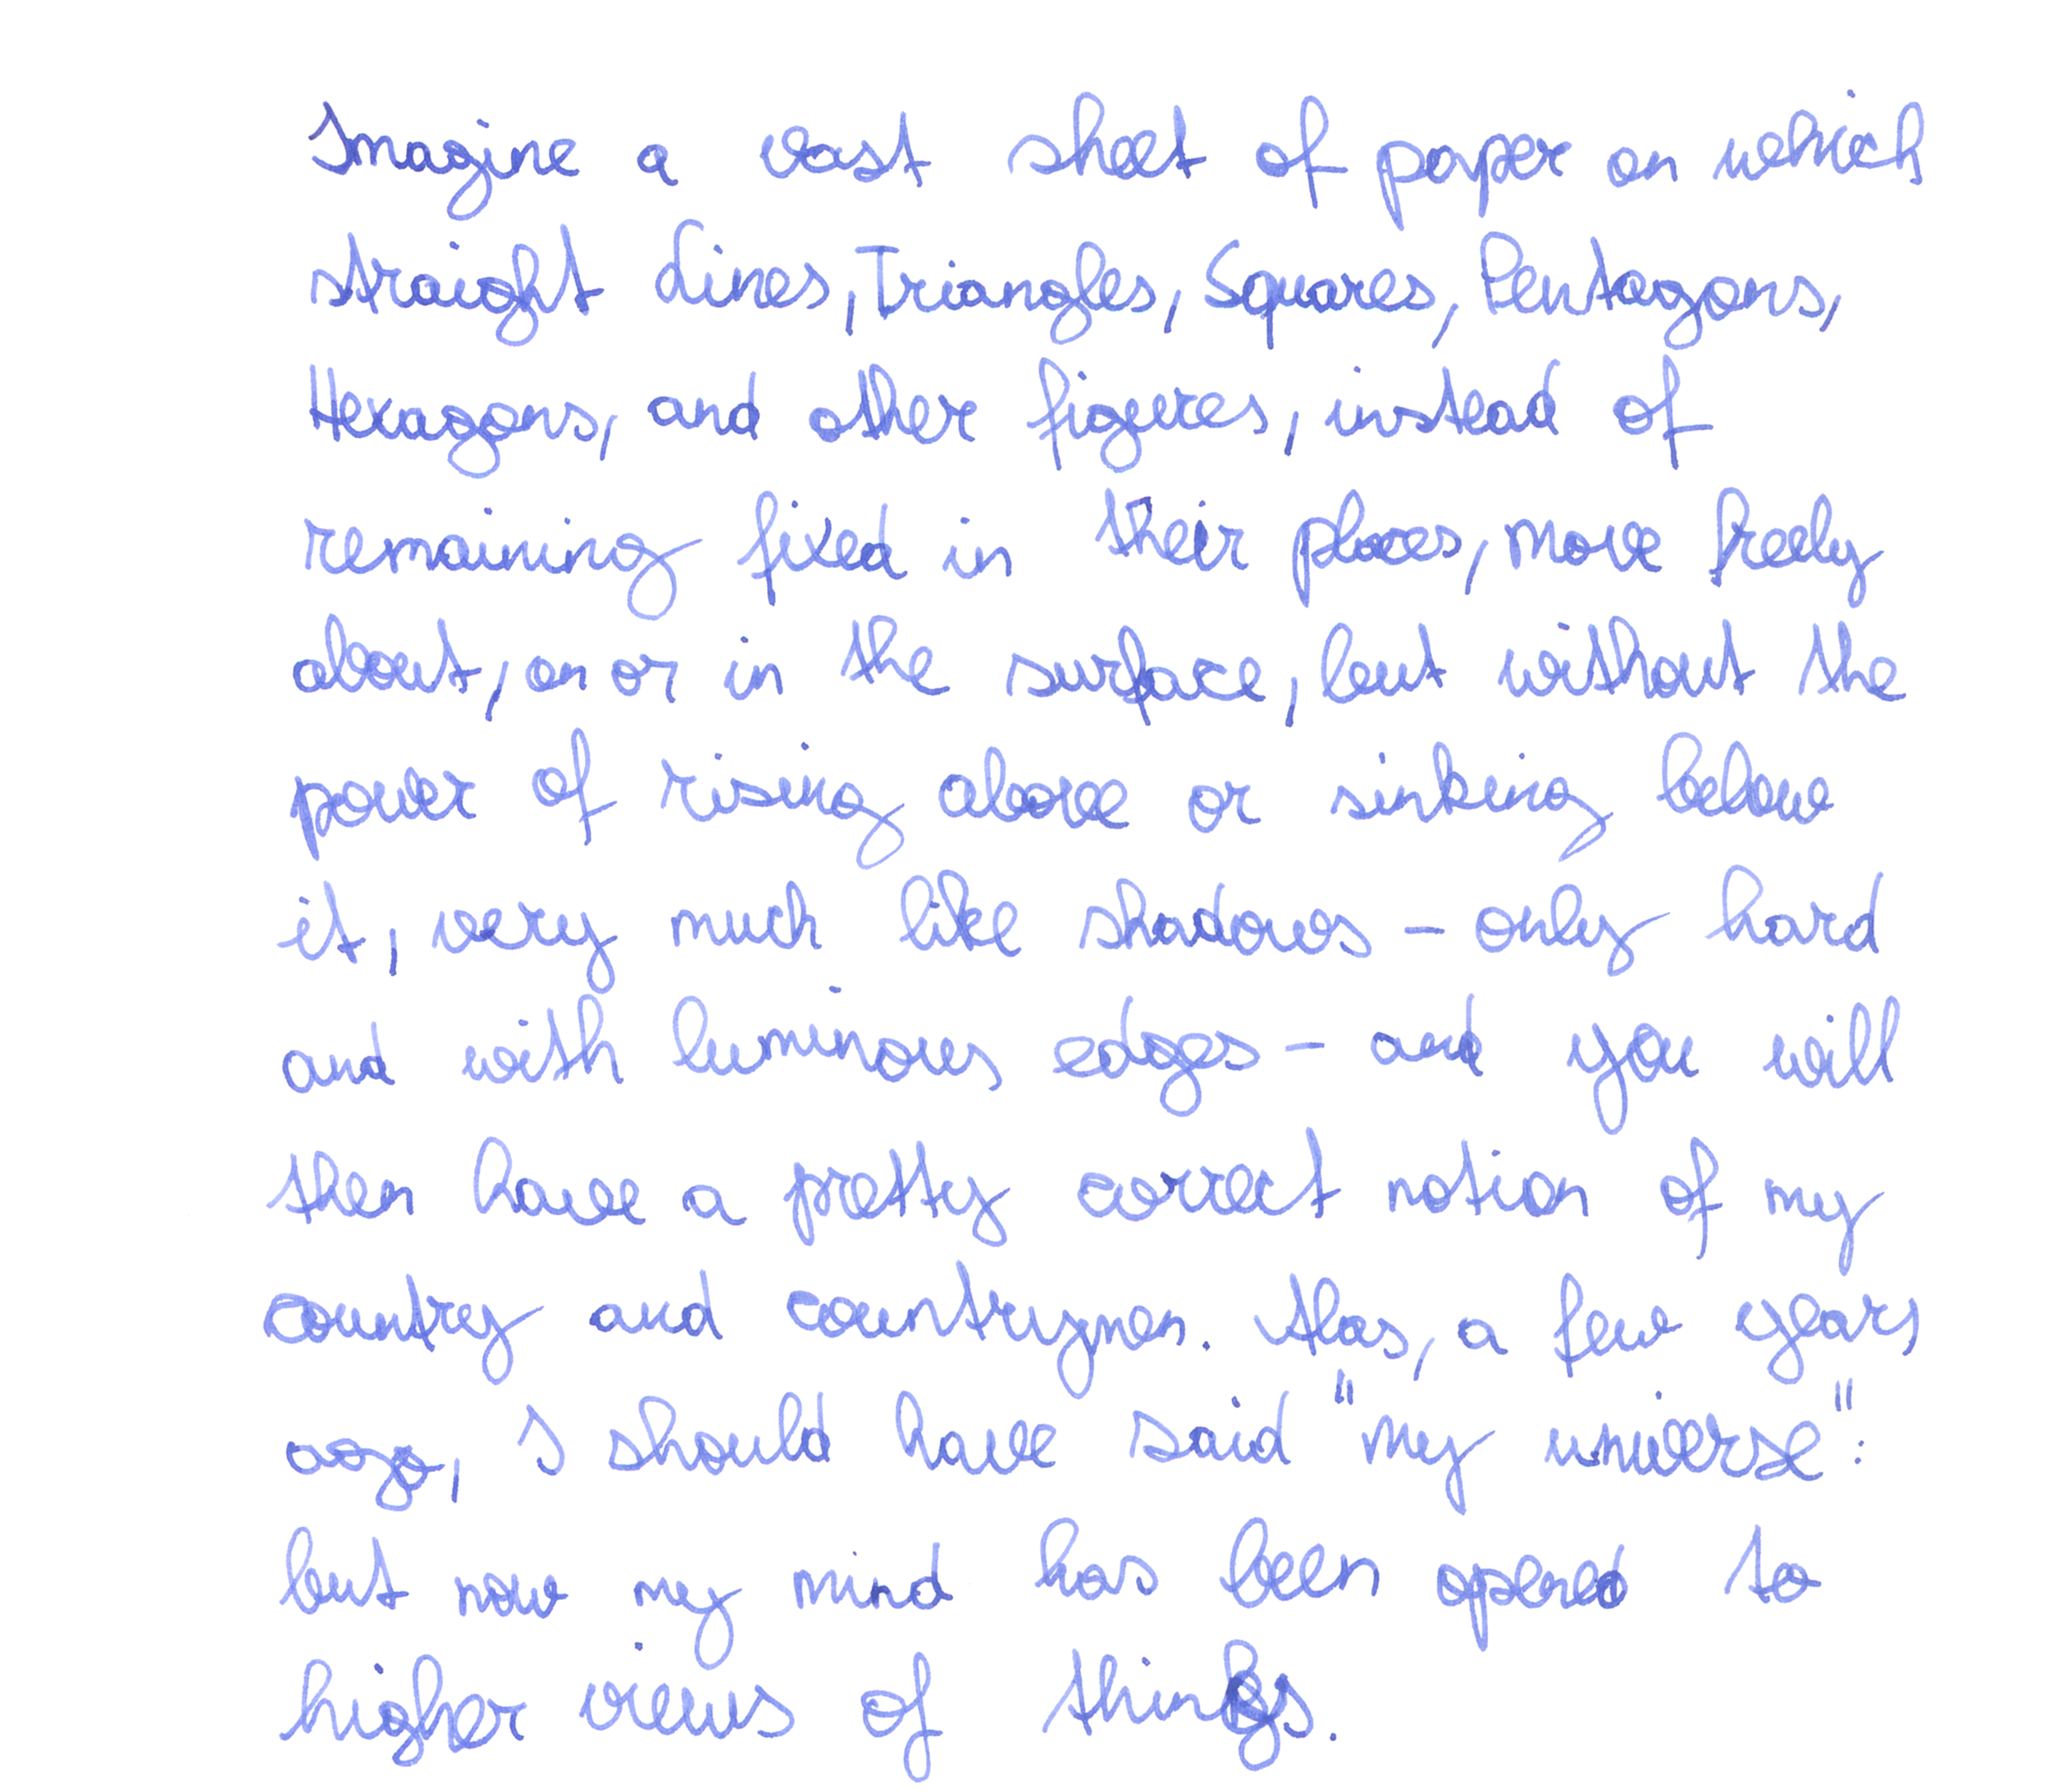 Imagine a vast sheet of paper on which
straight Lines, Triangles, Squares, Pentagons,
Hexagons, and other figures, instead of
remaining fixed in their places, move freely
about, on or in the surface, but without the
power of rising above or sinking below
it, very much like shadows – only hard
and with luminous edges – and you will
then have a pretty correct notion of my
country and countrymen. Alas, a few years
ago, I should have said "my universe":
but now my mind has been opened to
higher views of things.